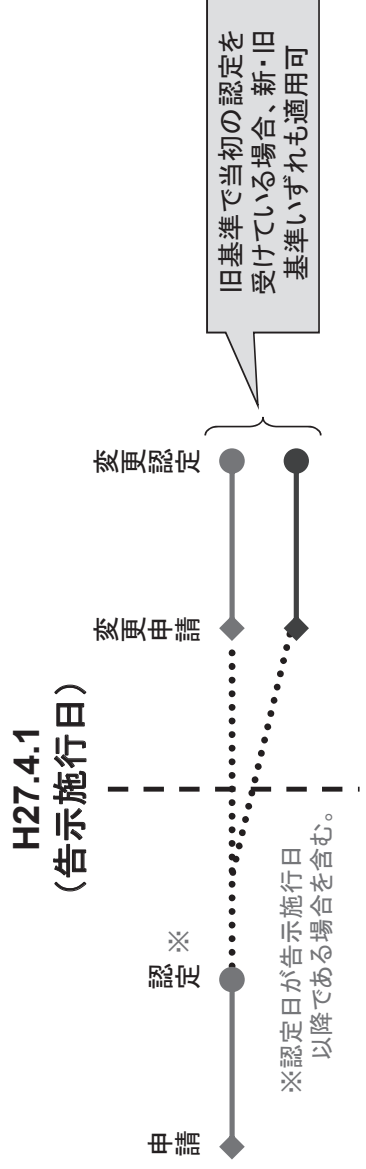 H27.4.1
（告示施行日）
申請
認定
※
変更申請
変更認定
旧基準で当初の認定を
受けている場合、新・旧
基準いずれも適用可
※認定日が告示施行日
以降である場合を含む。